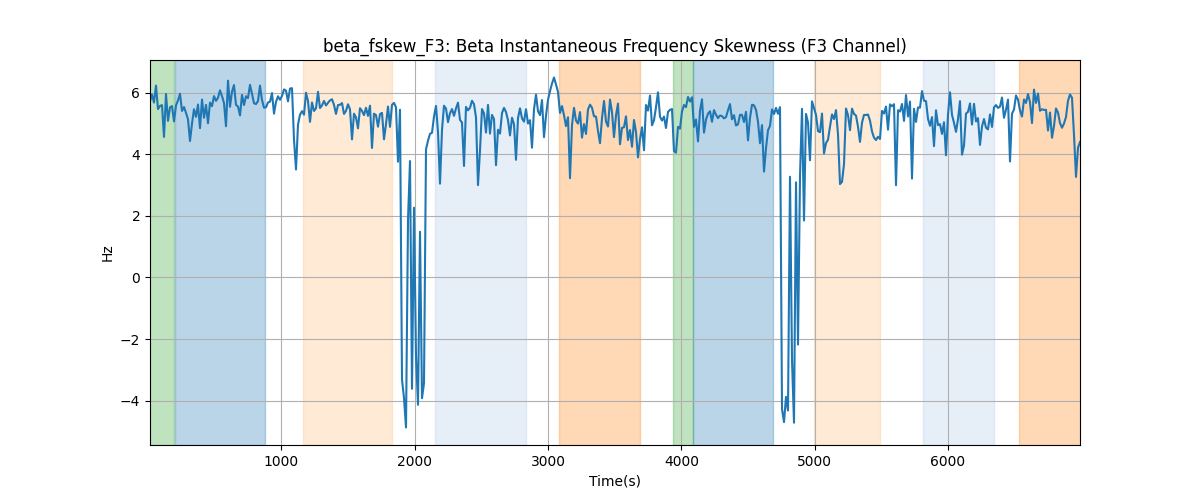 beta_fskew_F3: Beta Instantaneous Frequency Skewness (F3 Channel)
Hz
6
4
2
0
−2
−4
1000 2000 3000 4000 5000 6000
Time(s)